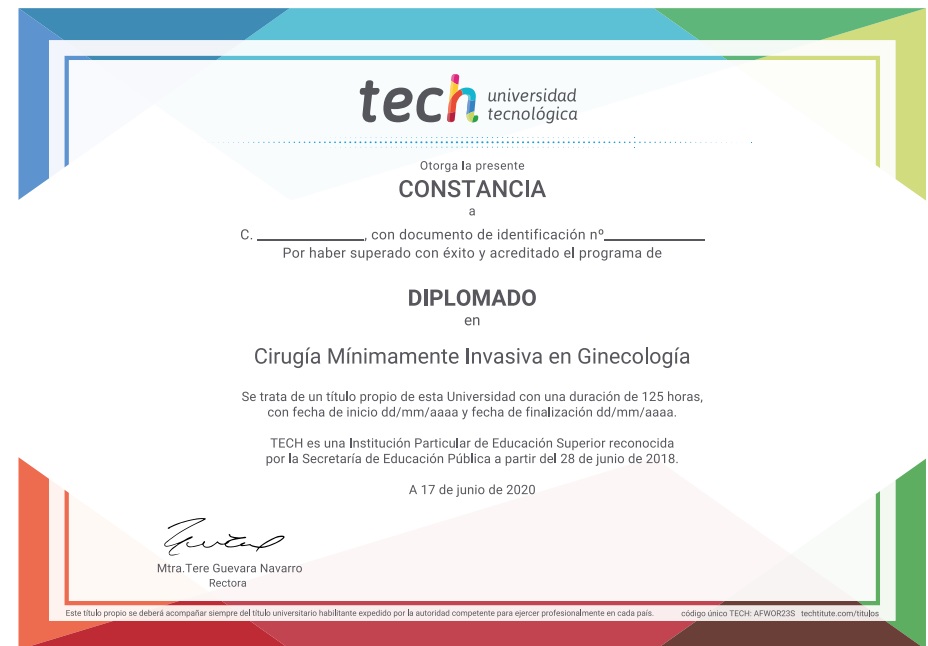 tech universidad
tecnológica
Otorga la presente
CONSTANCIA
a
C. ______________, con documento de identificación nº______________
Por haber superado con éxito y acreditado el programa de
DIPLOMADO
en
Cirugía Mínimamente Invasiva en Ginecología
Se trata de un título propio de esta Universidad con una duración de 125 horas,
con fecha de inicio dd/mm/aaaa y fecha de finalización dd/mm/aaaa.
TECH es una Institución Particular de Educación Superior reconocida
por la Secretaría de Educación Pública a partir del 28 de junio de 2018.
A 17 de junio de 2020
Mtra.Tere Guevara Navarro
Rectora
Este título propio se deberá acompañar siempre del título universitario habilitante expedido por la autoridad competente para ejercer profesionalmente en cada país. código único TECH: AFWOR23S techtitute.com/titulos